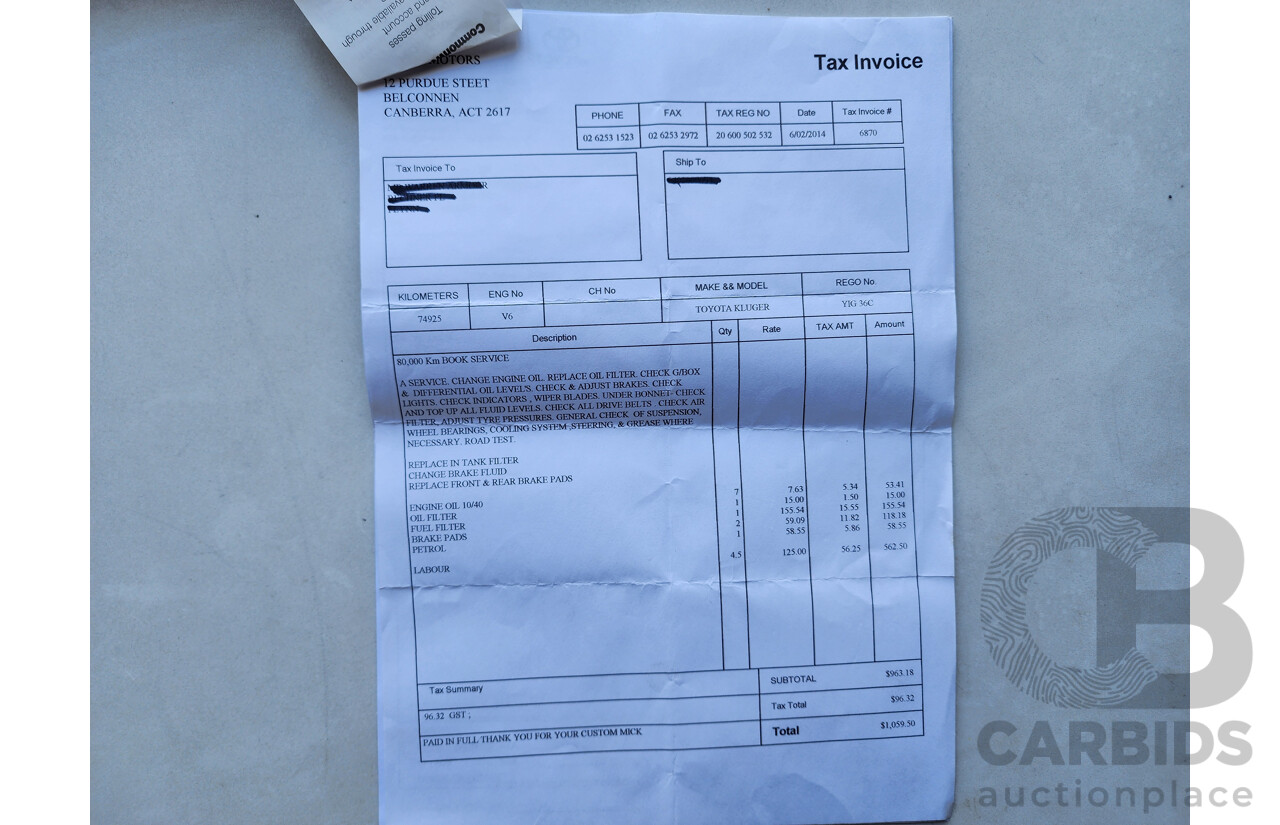 Tolling passes
and account
available through
MOTORS
12 PURDUE STEET
BELCONNEN
CANBERRA, ACT 2617
Tax Invoice
PHONE FAX TAX REG NO Date Tax Invoice #
02 6253 1523 02 6253 2972 20 600 502 532 6/02/2014 6870
Tax Invoice To
Ship To
KILOMETERS ENG No CH No MAKE && MODEL REGO No.
74925 V6 TOYOTA KLUGER YIG 36C
Description Qty Rate TAX AMT Amount
80,000 Km BOOK SERVICE
A SERVICE. CHANGE ENGINE OIL. REPLACE OIL FILTER. CHECK G/BOX
& DIFFERENTIAL OIL LEVELS. CHECK & ADJUST BRAKES. CHECK
LIGHTS. CHECK INDICATORS , WIPER BLADES. UNDER BONNET- CHECK
AND TOP UP ALL FLUID LEVELS. CHECK ALL DRIVE BELTS . CHECK AIR
FILTER, ADJUST TYRE PRESSURES. GENERAL CHECK OF SUSPENSION,
WHEEL BEARINGS, COOLING SYSTEM ,STEERING, & GREASE WHERE
NECESSARY. ROAD TEST.
REPLACE IN TANK FILTER
CHANGE BRAKE FLUID
REPLACE FRONT & REAR BRAKE PADS
ENGINE OIL 10/40 7 7.63 5.34 53.41
OIL FILTER 1 15.00 1.50 15.00
FUEL FILTER 1 155.54 15.55 155.54
BRAKE PADS 2 59.09 11.82 118.18
PETROL 1 58.55 5.86 58.55
LABOUR 4.5 125.00 56.25 562.50
Tax Summary
96.32 GST ;
PAID IN FULL THANK YOU FOR YOUR CUSTOM MICK
SUBTOTAL $963.18
Tax Total $96.32
Total $1,059.50
CARBIDS
auctionplace